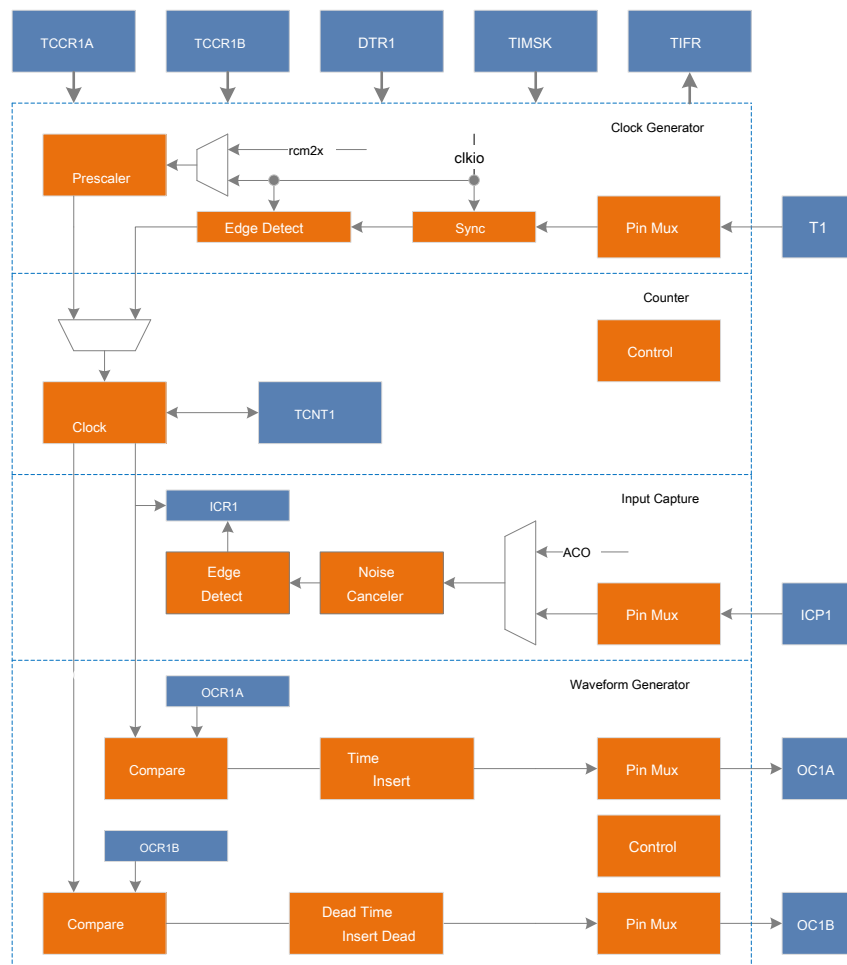 TCCR1A
TCCR1B
DTR1
TIMSK
TIFR
Clock Generator
rcm2x
clkio
Prescaler
Edge Detect
Sync
Pin Mux
T1
Counter
Control
Clock
TCNT1
Input Capture
ICR1
ACO
Edge
Detect
Noise
Canceler
Pin Mux
ICP1
Waveform Generator
OCR1A
Compare
Time
Insert
Pin Mux
OC1A
Control
OCR1B
Compare
Dead Time
Insert Dead
Pin Mux
OC1B